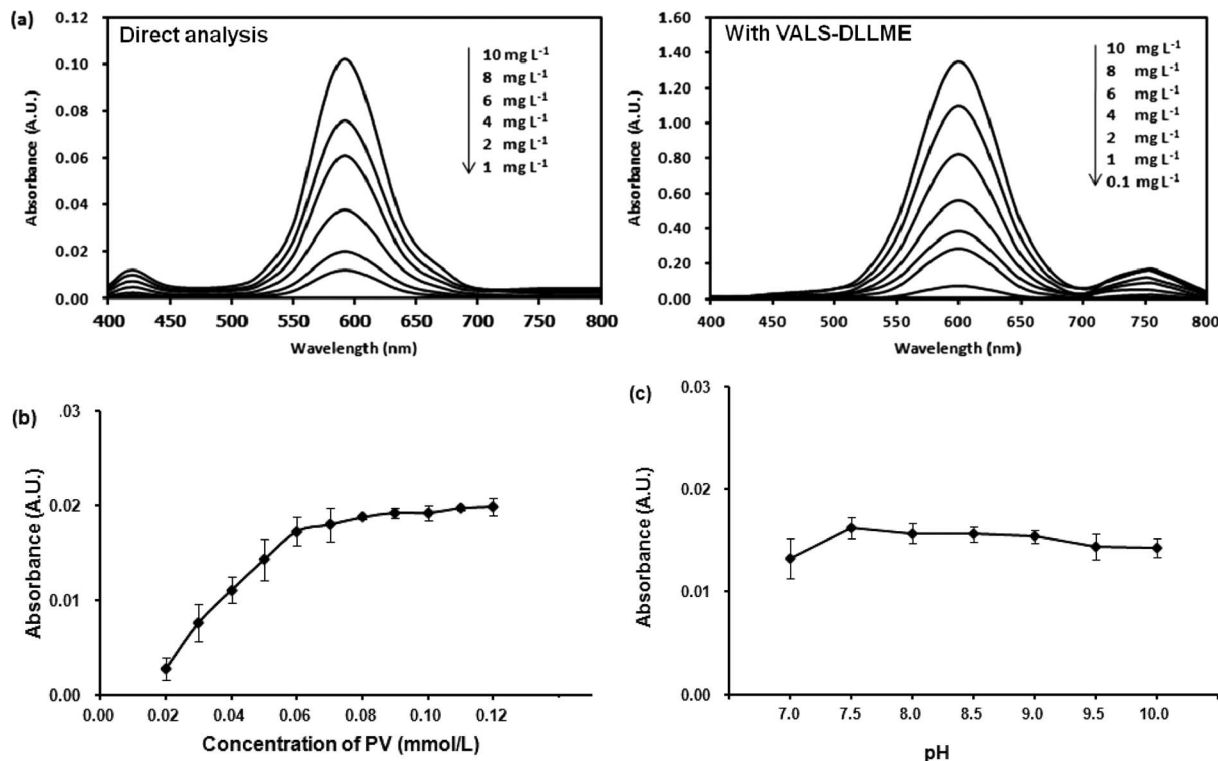 (a)
Direct analysis
Absorbance (A.U.)
0.12
0.10
0.08
0.06
0.04
0.02
0.00
10 mg L-1
8 mg L-1
6 mg L-1
4 mg L-1
2 mg L-1
1 mg L-1
400 450 500 550 600 650 700 750 800
Wavelength (nm)
With VALS-DLLME
Absorbance (A.U.)
1.60
1.40
1.20
1.00
0.80
0.60
0.40
0.20
0.00
10 mg L-1
8 mg L-1
6 mg L-1
4 mg L-1
2 mg L-1
1 mg L-1
0.1 mg L-1
400 450 500 550 600 650 700 750 800
Wavelength (nm)
(b)
Absorbance (A.U.)
.03
0.02
0.01
0.00
0.00 0.02 0.04 0.06 0.08 0.10 0.12
Concentration of PV (mmol/L)
(c)
Absorbance (A.U.)
0.03
0.02
0.01
0.00
7.0 7.5 8.0 8.5 9.0 9.5 10.0
pH